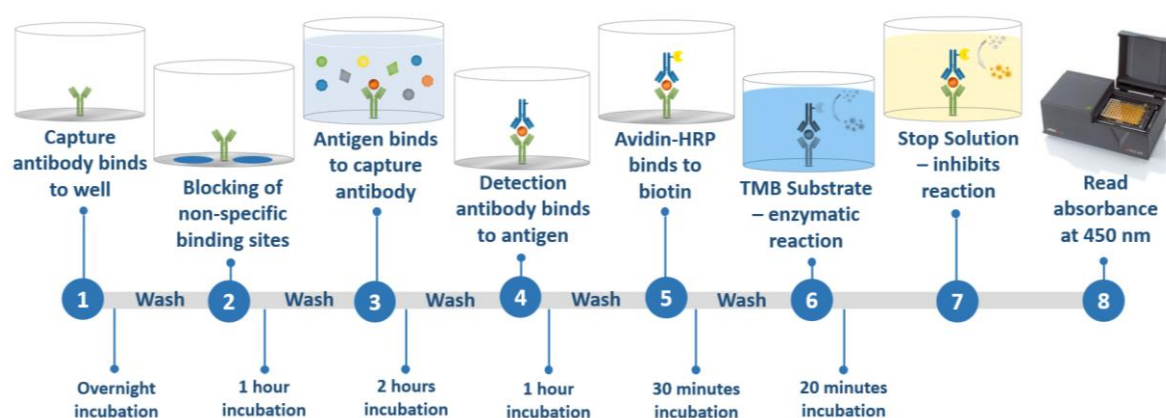 Capture
antibody binds
to well
Blocking of
non-specific
binding sites
Antigen binds
to capture
antibody
Detection
antibody binds
to antigen
Avidin-HRP
binds to
biotin
TMB Substrate
– enzymatic
reaction
Stop Solution
– inhibits
reaction
Read
absorbance
at 450 nm
1 Wash 2 Wash 3 Wash 4 Wash 5 Wash 6 7 8
Overnight
incubation
1 hour
incubation
2 hours
incubation
1 hour
incubation
30 minutes
incubation
20 minutes
incubation